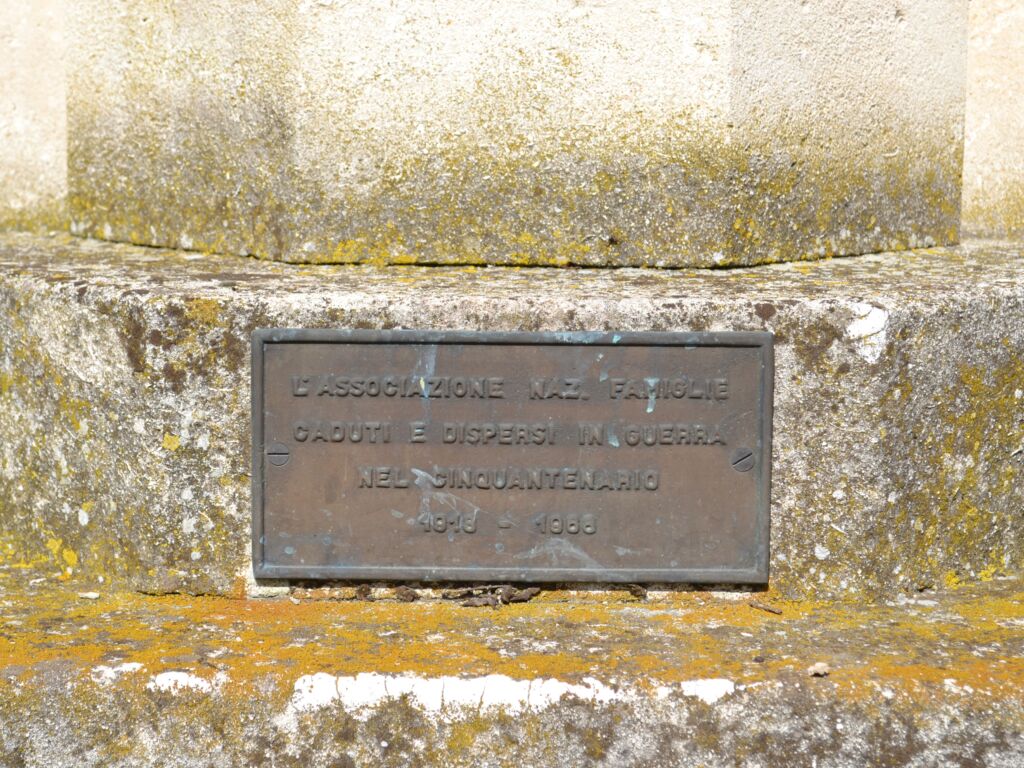 L'ASSOCIAZIONE NAZ. FAMIGLIE
CADUTI E DISPERSI IN GUERRA
NEL CINQUANTENARIO
1918 - 1968